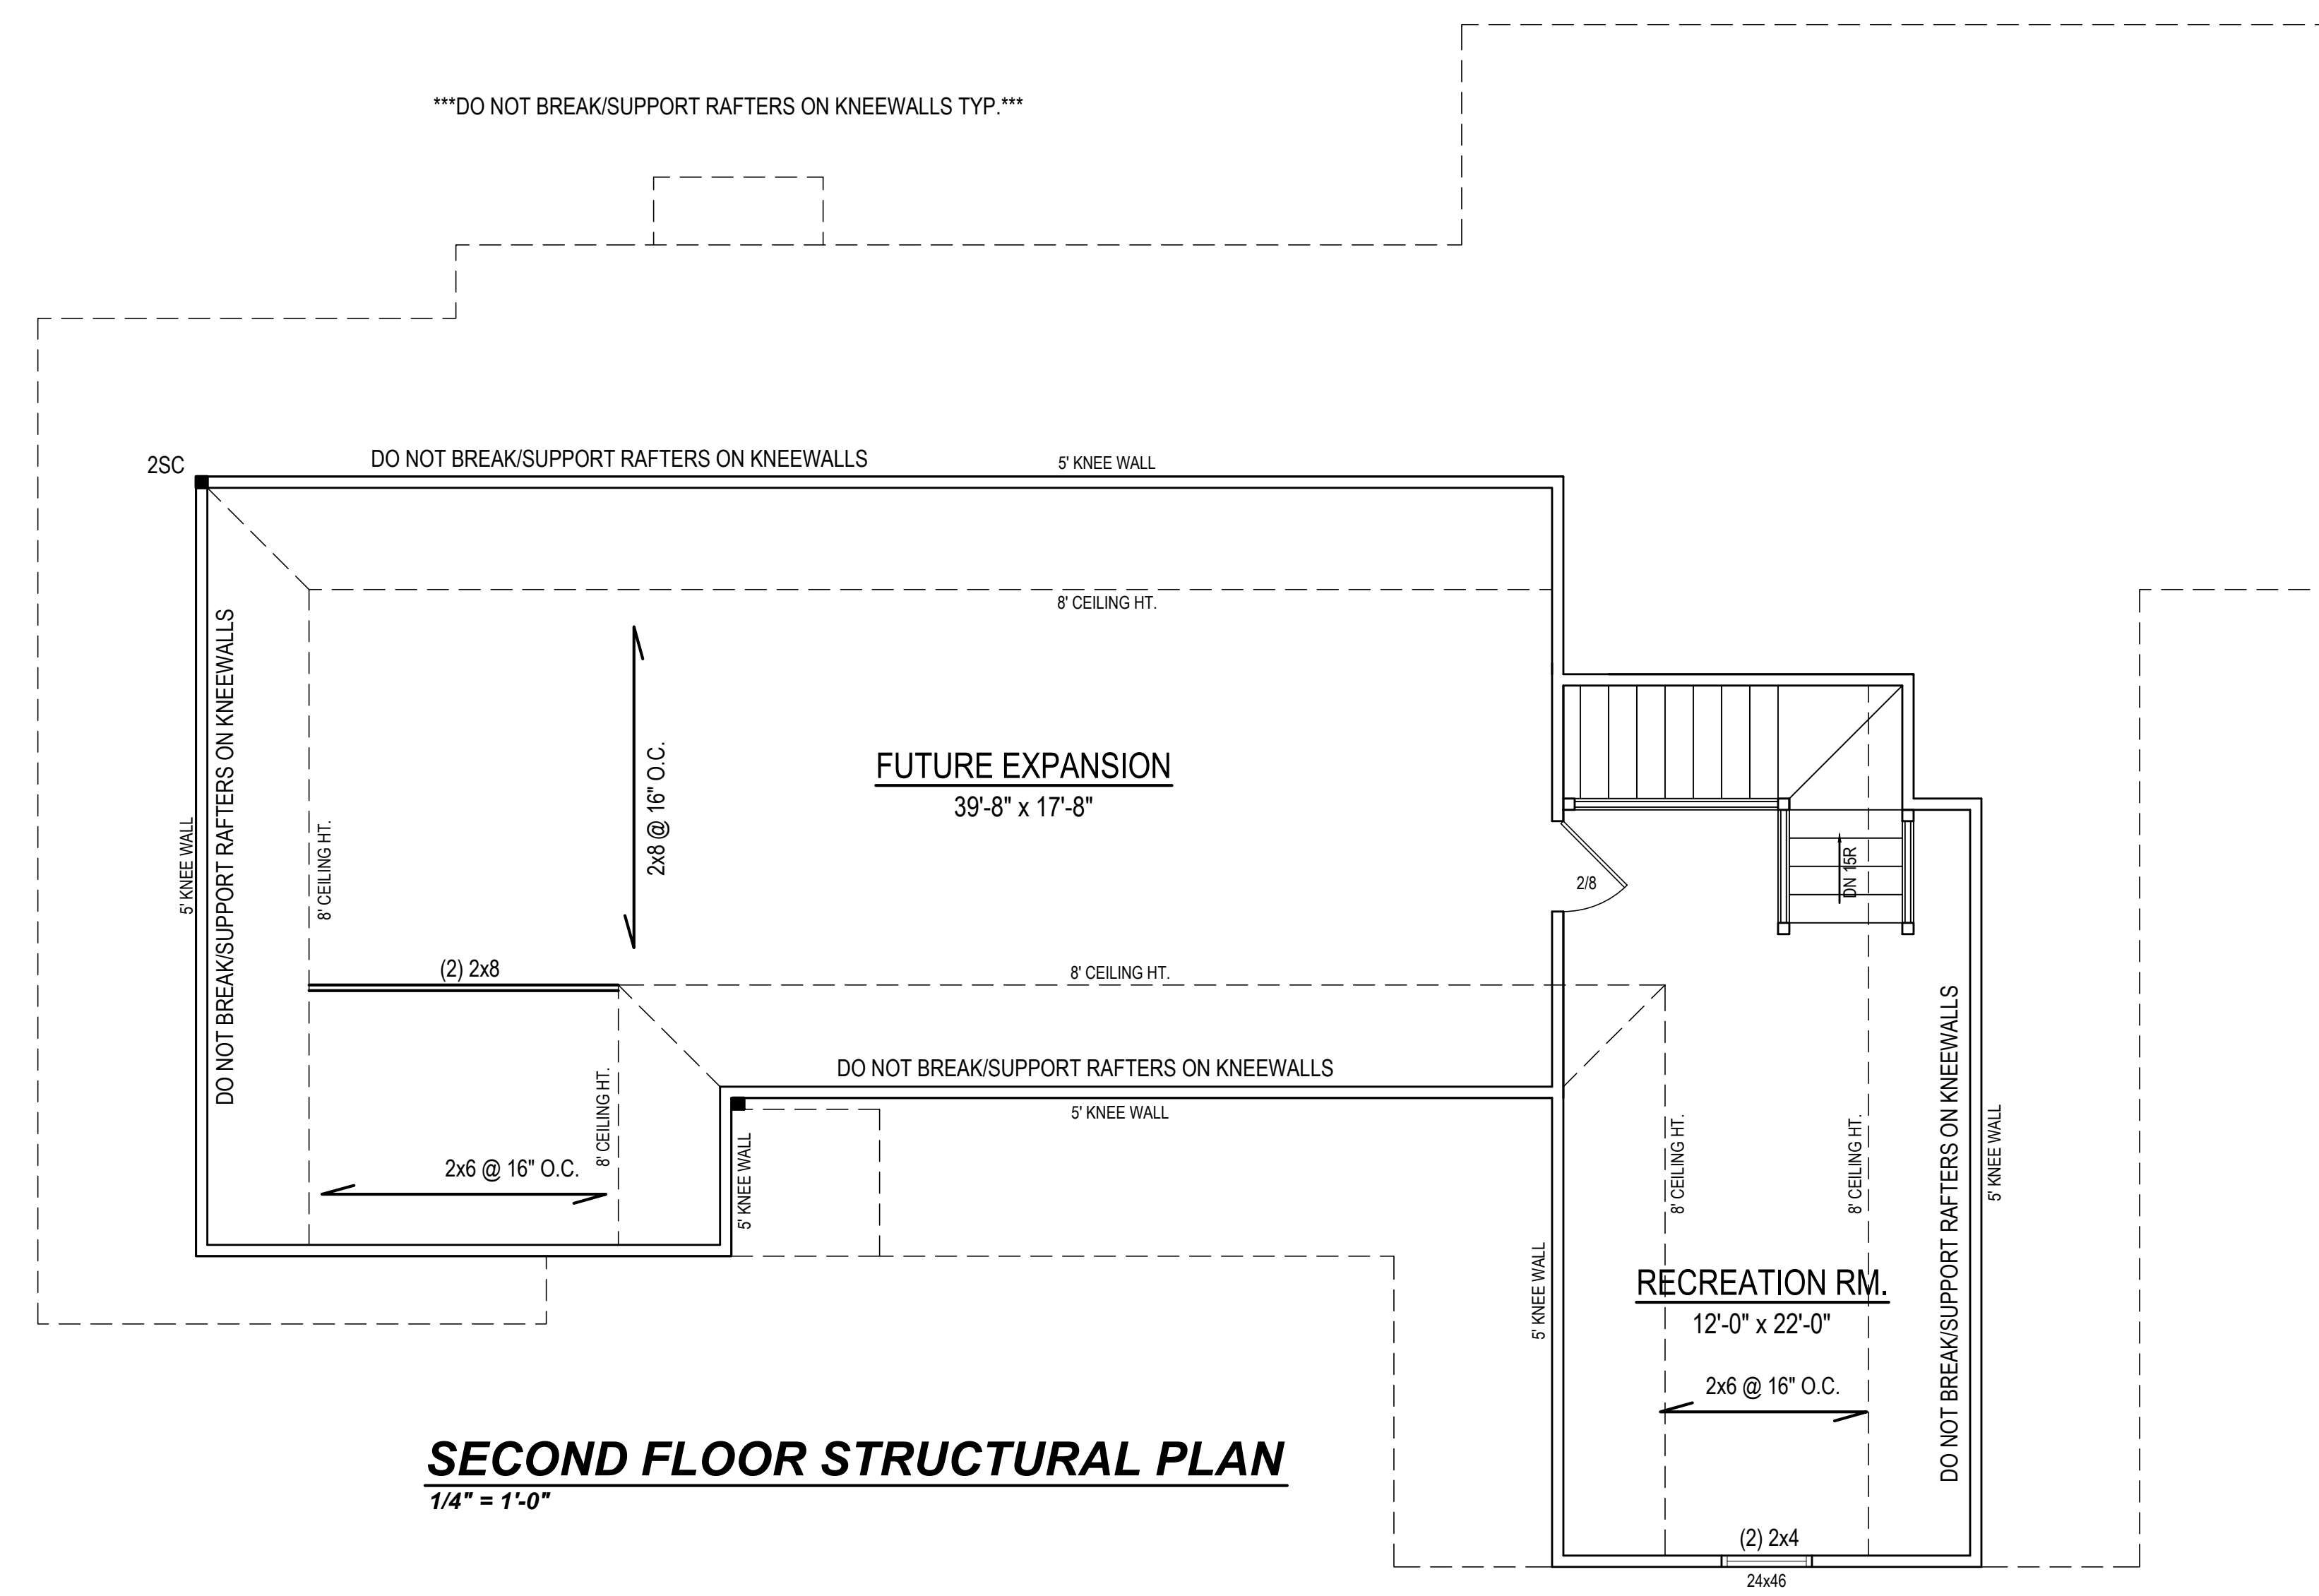 ***DO NOT BREAK/SUPPORT RAFTERS ON KNEEWALLS TYP.***
2SC
DO NOT BREAK/SUPPORT RAFTERS ON KNEEWALLS
5' KNEE WALL
8' CEILING HT.
DO NOT BREAK/SUPPORT RAFTERS ON KNEEWALLS
5' KNEE WALL
8' CEILING HT.
2x8 @ 16" O.C.
FUTURE EXPANSION
39'-8" x 17'-8"
2/8
DN 15R
(2) 2x8
8' CEILING HT.
DO NOT BREAK/SUPPORT RAFTERS ON KNEEWALLS
5' KNEE WALL
8' CEILING HT.
2x6 @ 16" O.C.
5' KNEE WALL
8' CEILING HT.
8' CEILING HT.
DO NOT BREAK/SUPPORT RAFTERS ON KNEEWALLS
5' KNEE WALL
5' KNEE WALL
RECREATION RM.
12'-0" x 22'-0"
2x6 @ 16" O.C.
(2) 2x4
24x46
SECOND FLOOR STRUCTURAL PLAN
1/4" = 1'-0"